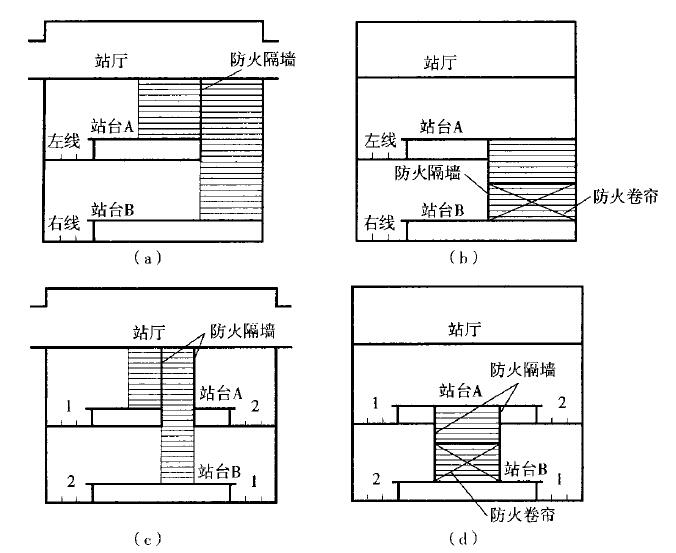 站厅 防火隔墙
站台A
左线
站台B
右线
(a)
站厅
站台A
左线
防火隔墙
防火卷帘
站台B
右线
(b)
站厅 防火隔墙
站台A
1 2
站台B
2 1
(c)
站厅
防火隔墙
站台A
1 2
站台B
2 1
防火卷帘
(d)